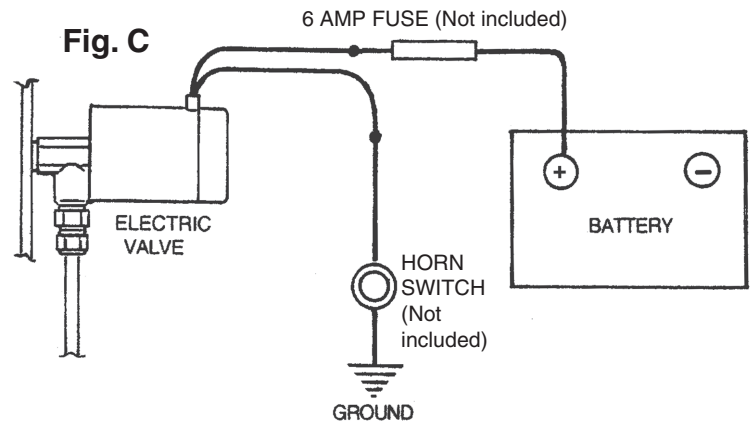 6 AMP FUSE (Not included)
Fig. C
+
−
BATTERY
ELECTRIC
VALVE
HORN
SWITCH
(Not
included)
GROUND